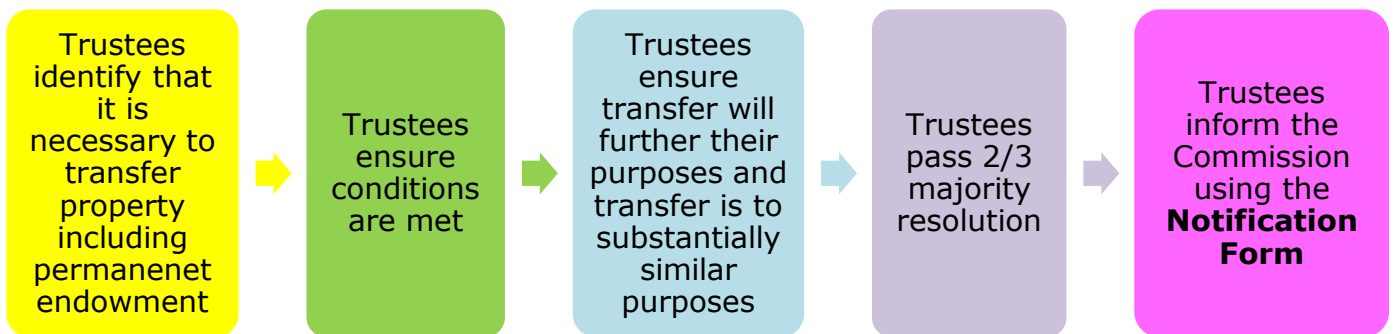 Trustees
identify that
it is
necessary to
transfer
property
including
permanenet
endowment
Trustees
ensure
conditions
are met
Trustees
ensure
transfer will
further their
purposes and
transfer is to
substantially
similar
purposes
Trustees
pass 2/3
majority
resolution
Trustees
inform the
Commission
using the
Notification
Form